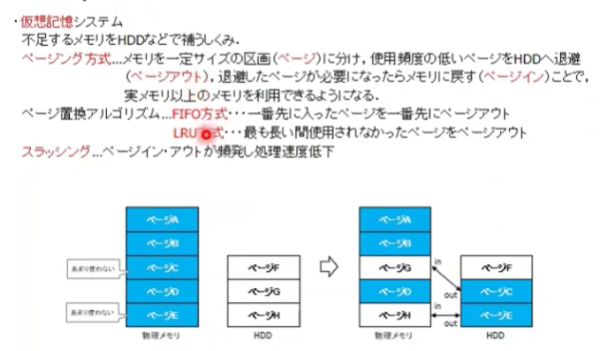 ・仮想記憶システム
不足するメモリをHDDなどで補うしくみ.
ページング方式…メモリを一定サイズの区画(ページ)に分け,使用頻度の低いページをHDDへ退避
(ページアウト),退避したページが必要になったらメモリに戻す(ページイン)ことで,
実メモリ以上のメモリを利用できるようになる.
ページ置換アルゴリズム…FIFO方式・・・一番先に入ったページを一番先にページアウト
LRU方式・・・最も長い間使用されなかったページをページアウト
スラッシング…ページイン・アウトが頻発し処理速度低下
ページA
ページB
あまり使わない
ページC
ページD
あまり使わない
ページE
物理メモリ
ページF
ページG
ページH
HDD
ページA
ページB
ページG
ページD
ページH
物理メモリ
in
out
in
out
ページF
ページC
ページE
HDD